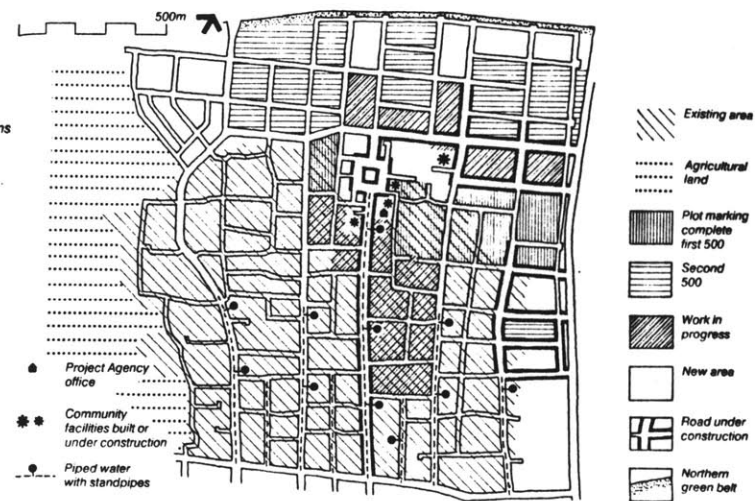 500m
ns
Project Agency
office
Community
facilities built or
under construction
Piped water
with standpipes
Existing area
Agricultural
land
Plot marking
complete
first 500
Second
500
Work in
progress
New area
Road under
construction
Northern
green belt